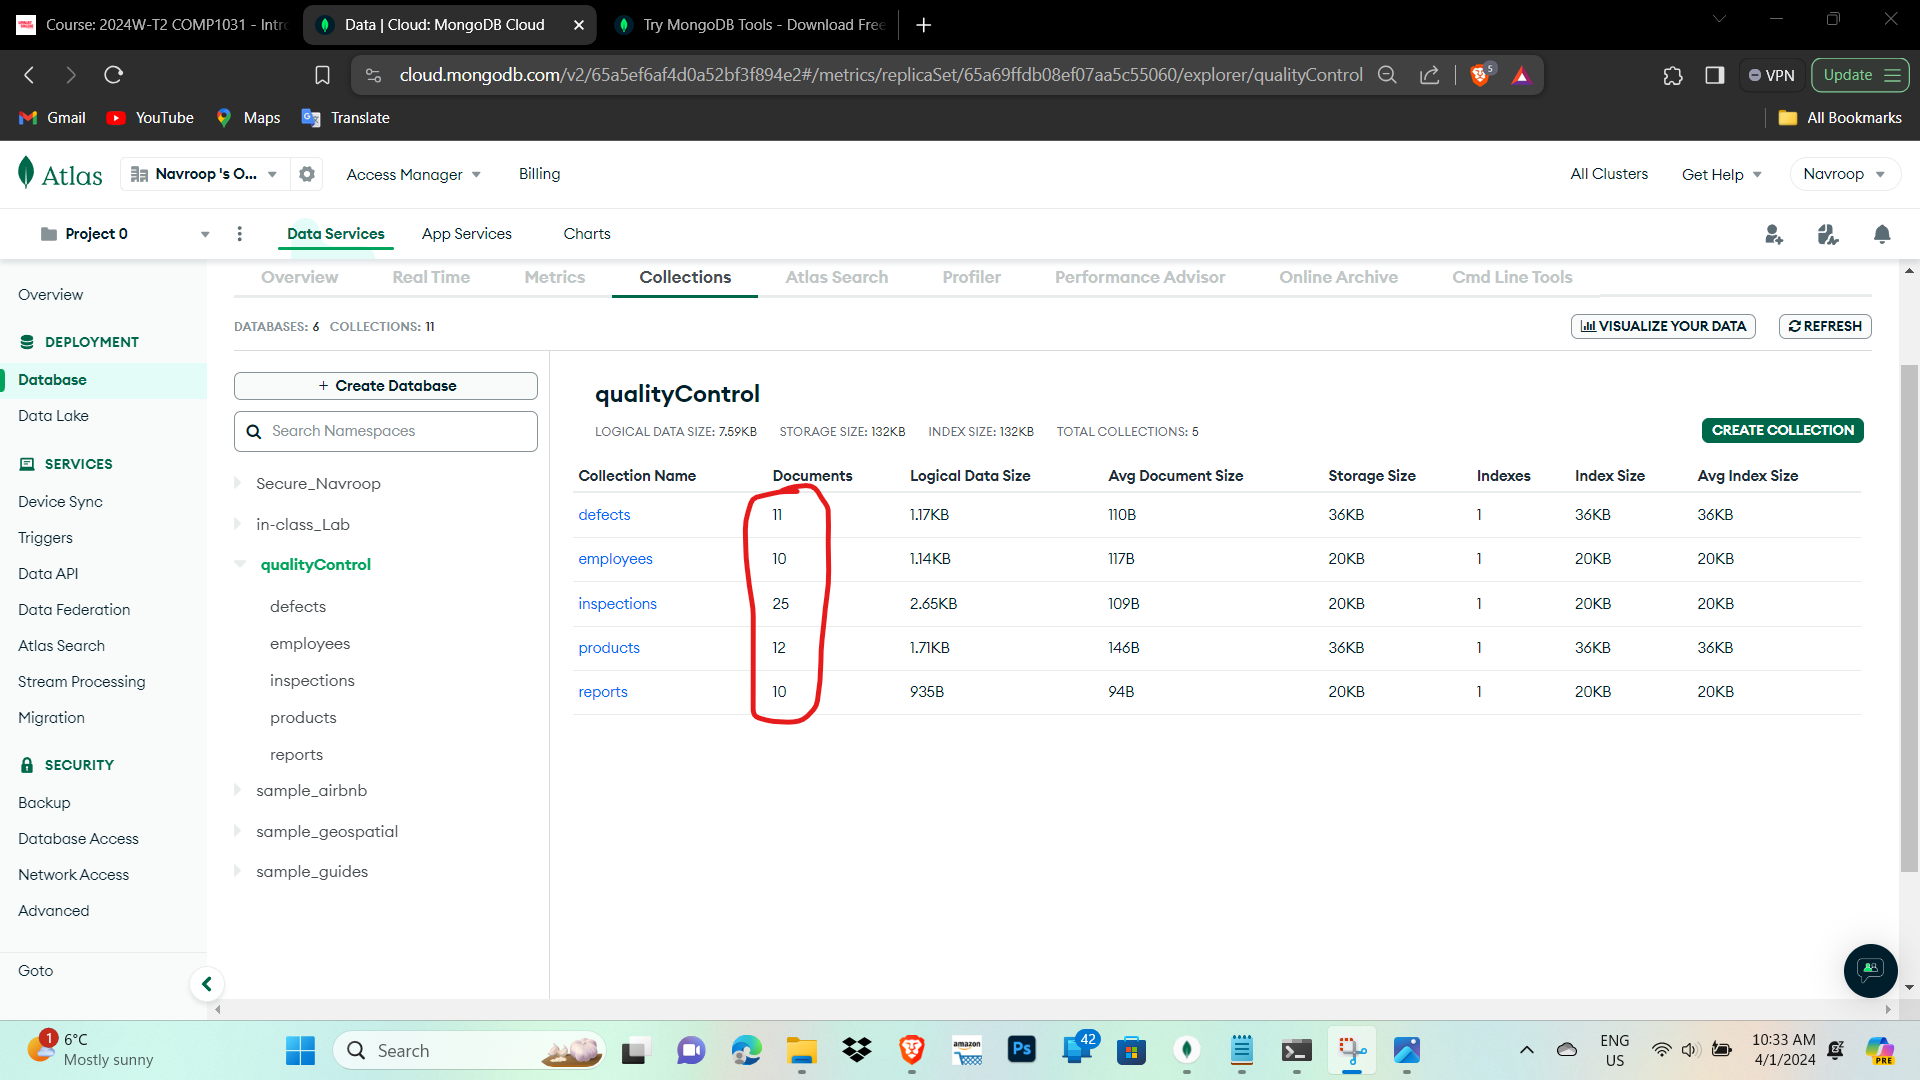 Course: 2024W-T2 COMP1031 - Intro
Data | Cloud: MongoDB Cloud
Try MongoDB Tools - Download Free
cloud.mongodb.com/v2/65a5ef6af4d0a52bf3f894e2#/metrics/replicaSet/65a69ffdb08ef07aa5c55060/explorer/qualityControl
5
VPN
Update
Gmail
YouTube
Maps
Translate
All Bookmarks
Atlas
Navroop 's O...
Access Manager
Billing
All Clusters
Get Help
Navroop
Project 0
Data Services
App Services
Charts
Overview
Real Time
Metrics
Collections
Atlas Search
Profiler
Performance Advisor
Online Archive
Cmd Line Tools
Overview
DEPLOYMENT
Database
Data Lake
SERVICES
Device Sync
Triggers
Data API
Data Federation
Atlas Search
Stream Processing
Migration
SECURITY
Backup
Database Access
Network Access
Advanced
Goto
DATABASES: 6 COLLECTIONS: 11
VISUALIZE YOUR DATA
REFRESH
+ Create Database
Search Namespaces
Secure_Navroop
in-class_Lab
qualityControl
defects
employees
inspections
products
reports
sample_airbnb
sample_geospatial
sample_guides
qualityControl
LOGICAL DATA SIZE: 7.59KB STORAGE SIZE: 132KB INDEX SIZE: 132KB TOTAL COLLECTIONS: 5
CREATE COLLECTION
Collection Name Documents Logical Data Size Avg Document Size Storage Size Indexes Index Size Avg Index Size
defects 11 1.17KB 110B 36KB 1 36KB 36KB
employees 10 1.14KB 117B 20KB 1 20KB 20KB
inspections 25 2.65KB 109B 20KB 1 20KB 20KB
products 12 1.71KB 146B 36KB 1 36KB 36KB
reports 10 935B 94B 20KB 1 20KB 20KB
1
6°C
Mostly sunny
Search
amazon
Ps
42
ENG
US
10:33 AM
4/1/2024
PRE